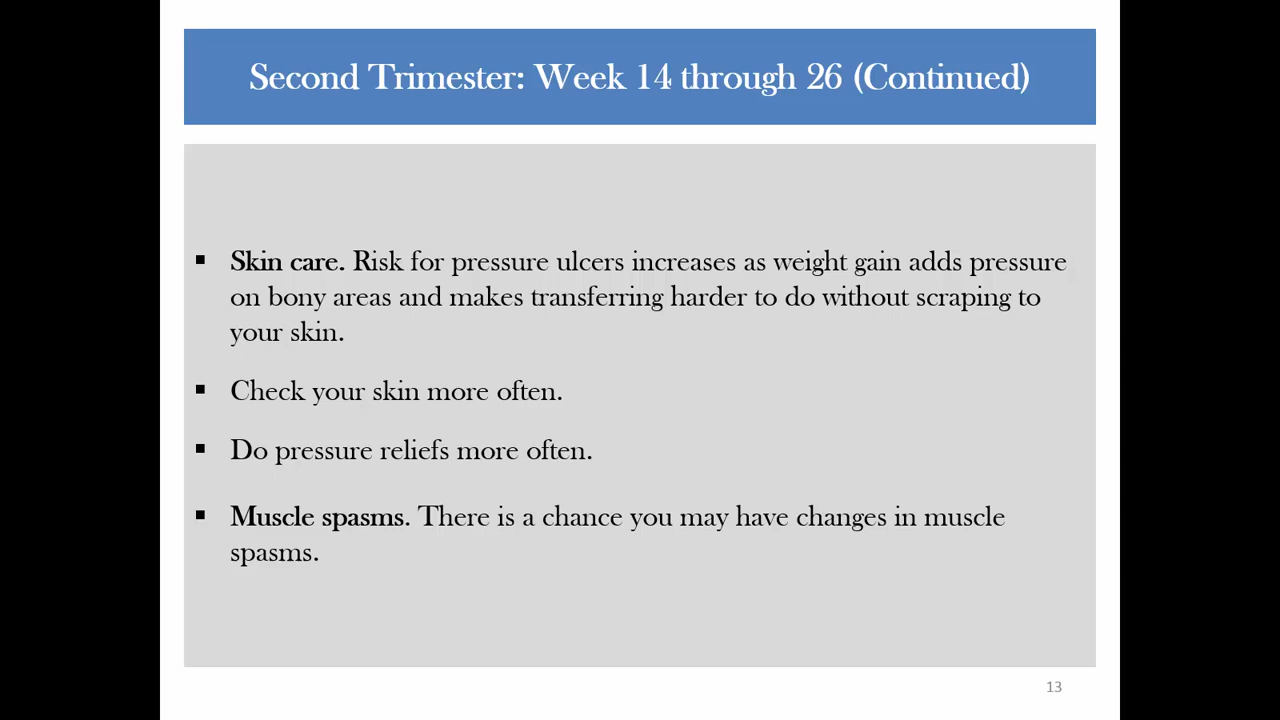 Second Trimester: Week 14 through 26 (Continued)
▪ Skin care. Risk for pressure ulcers increases as weight gain adds pressure
on bony areas and makes transferring harder to do without scraping to
your skin.
▪ Check your skin more often.
▪ Do pressure reliefs more often.
▪ Muscle spasms. There is a chance you may have changes in muscle
spasms.
13